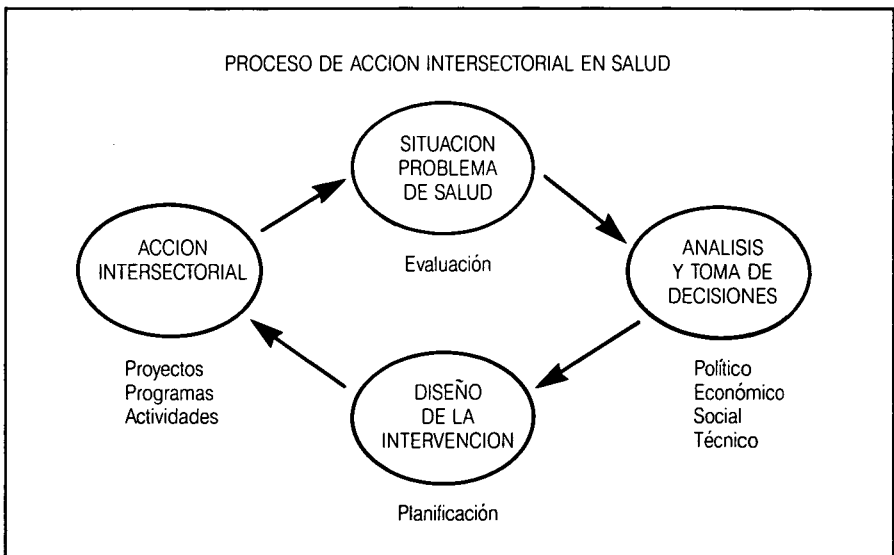 PROCESO DE ACCION INTERSECTORIAL EN SALUD
SITUACION
PROBLEMA
DE SALUD
Evaluación
ANALISIS
Y TOMA DE
DECISIONES
Político
Económico
Social
Técnico
DISEÑO
DE LA
INTERVENCION
Planificación
ACCION
INTERSECTORIAL
Proyectos
Programas
Actividades